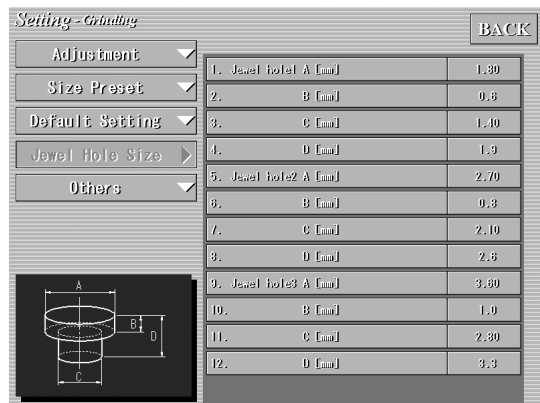 Setting - Grinding
BACK
Adjustment
Size Preset
Default Setting
Jewel Hole Size
Others
1. Jewel hole1 A [mm] 1.80
2. B [mm] 0.6
3. C [mm] 1.40
4. D [mm] 1.9
5. Jewel hole2 A [mm] 2.70
6. B [mm] 0.8
7. C [mm] 2.10
8. D [mm] 2.6
9. Jewel hole3 A [mm] 3.60
10. B [mm] 1.0
11. C [mm] 2.80
12. D [mm] 3.3
A
B
D
C